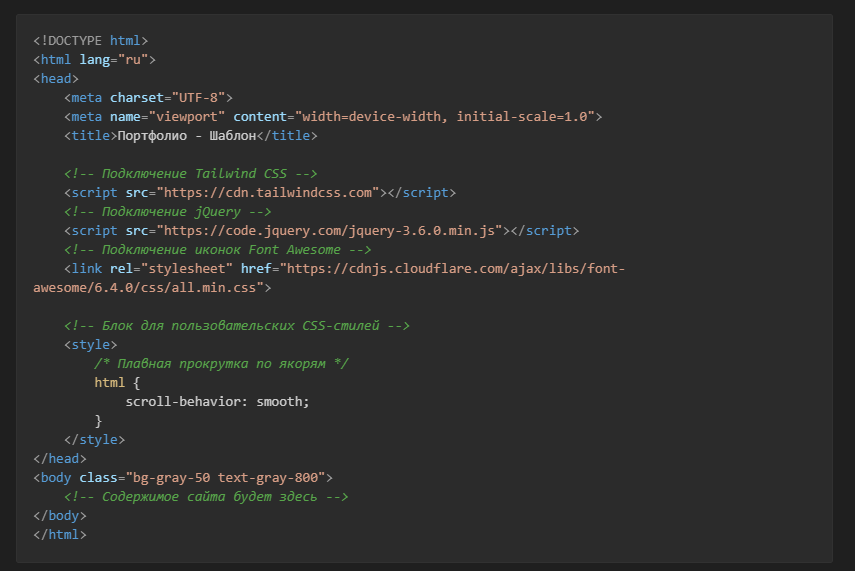 <!DOCTYPE html>
<html lang="ru">
<head>
    <meta charset="UTF-8">
    <meta name="viewport" content="width=device-width, initial-scale=1.0">
    <title>Портфолио - Шаблон</title>

    <!-- Подключение Tailwind CSS -->
    <script src="https://cdn.tailwindcss.com"></script>
    <!-- Подключение jQuery -->
    <script src="https://code.jquery.com/jquery-3.6.0.min.js"></script>
    <!-- Подключение иконок Font Awesome -->
    <link rel="stylesheet" href="https://cdnjs.cloudflare.com/ajax/libs/font-
awesome/6.4.0/css/all.min.css">

    <!-- Блок для пользовательских CSS-стилей -->
    <style>
        /* Плавная прокрутка по якорям */
        html {
            scroll-behavior: smooth;
        }
    </style>
</head>
<body class="bg-gray-50 text-gray-800">
    <!-- Содержимое сайта будет здесь -->
</body>
</html>